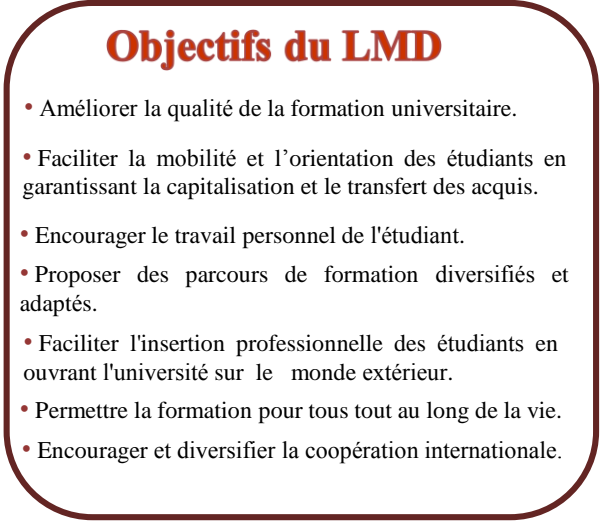 Objectifs du LMD
• Améliorer la qualité de la formation universitaire.
• Faciliter la mobilité et l’orientation des étudiants en
garantissant la capitalisation et le transfert des acquis.
• Encourager le travail personnel de l'étudiant.
• Proposer des parcours de formation diversifiés et
adaptés.
• Faciliter l'insertion professionnelle des étudiants en
ouvrant l'université sur le monde extérieur.
• Permettre la formation pour tous tout au long de la vie.
• Encourager et diversifier la coopération internationale.